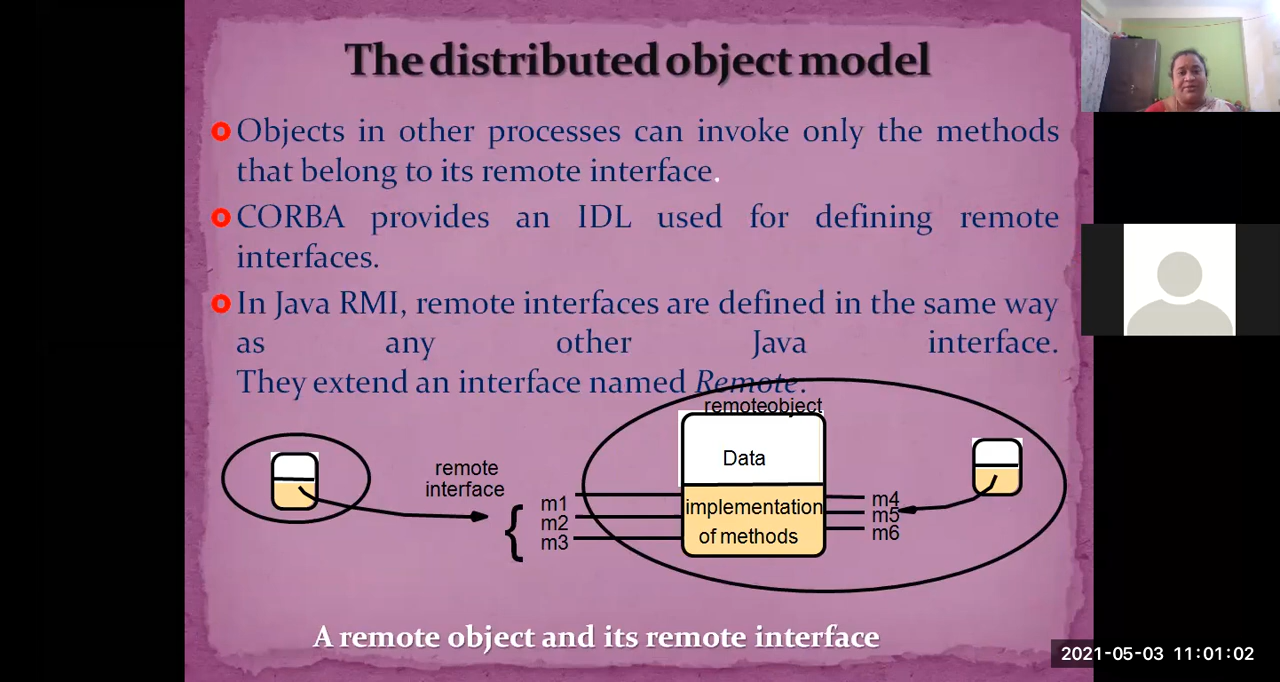 The distributed object model
Objects in other processes can invoke only the methods
that belong to its remote interface.
CORBA provides an IDL used for defining remote
interfaces.
In Java RMI, remote interfaces are defined in the same way
as any other Java interface.
They extend an interface named Remote.
remoteobject
Data
remote
interface
{
m1
m2
m3
implementation
of methods
m4
m5
m6
A remote object and its remote interface
2021-05-03 11:01:02